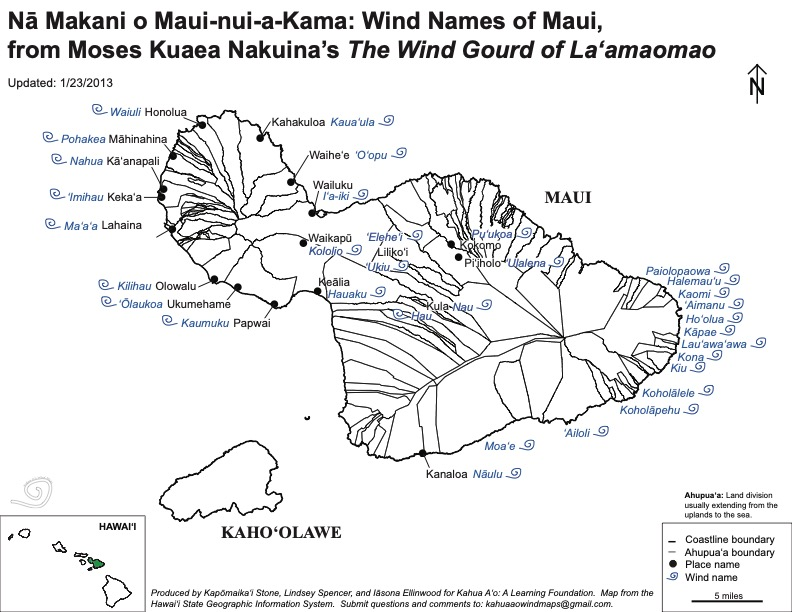 Nā Makani o Maui-nui-a-Kama: Wind Names of Maui,
from Moses Kuaea Nakuina’s The Wind Gourd of La‘amaomao
Updated: 1/23/2013
N
Waiuli Honolua
Kahakuloa Kaua‘ula
Pohakea Māhinahina
Waihe‘e ‘O‘opu
Nahua Kā‘anapali
Wailuku
I‘a-iki
‘Imihau Keka‘a
MAUI
Ma‘a‘a Lahaina
Waikapū
Kololio
‘Elehe‘i
Liliko‘i
‘Ukiu
Pu‘ukoa
Kokomo
Pi‘iholo ‘Ulalena
Paiolopaowa
Halemau‘u
Kaomi
‘Aimanu
Ho‘olua
Kāpae
Lau‘awa‘awa
Kona
Kiu
Kilihau Olowalu
Keālia
Hauaku
‘Ōlaukoa Ukumehame
Kula Nau
Hau
Kaumuku Papwai
Koholālele
Koholāpehu
‘Ailoli
Moa‘e
Kanaloa Nāulu
KAHO‘OLAWE
Ahupua‘a: Land division
usually extending from the
uplands to the sea.
HAWAI‘I
Coastline boundary
Ahupua‘a boundary
Place name
Wind name
5 miles
Produced by Kapōmaika‘i Stone, Lindsey Spencer, and Iāsona Ellinwood for Kahua A‘o: A Learning Foundation. Map from the
Hawai‘i State Geographic Information System. Submit questions and comments to: kahuaaowindmaps@gmail.com.